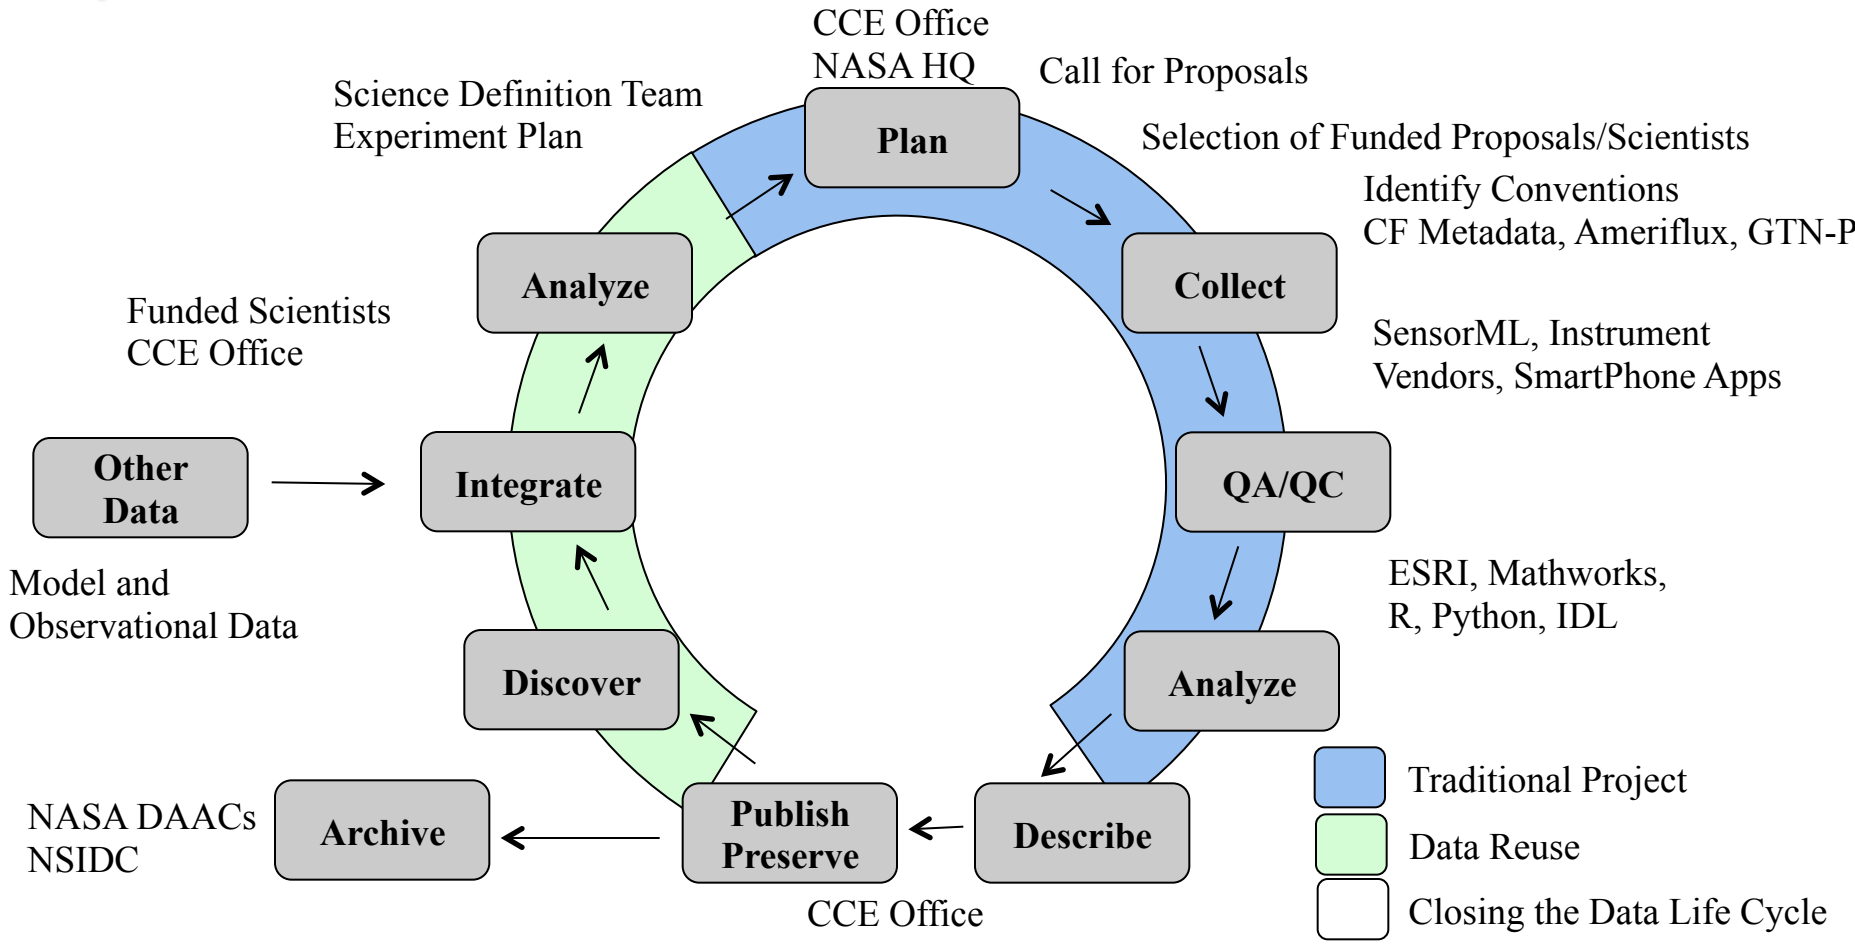 CCE Office
NASA HQ
Call for Proposals
Science Definition Team
Experiment Plan
Plan
Selection of Funded Proposals/Scientists
Identify Conventions
CF Metadata, Ameriflux, GTN-P
Analyze
Collect
Funded Scientists
CCE Office
SensorML, Instrument
Vendors, SmartPhone Apps
Other
Data
Integrate
QA/QC
Model and
Observational Data
ESRI, Mathworks,
R, Python, IDL
Discover
Analyze
NASA DAACs
NSIDC
Archive
Publish
Preserve
Describe
CCE Office
Traditional Project
Data Reuse
Closing the Data Life Cycle